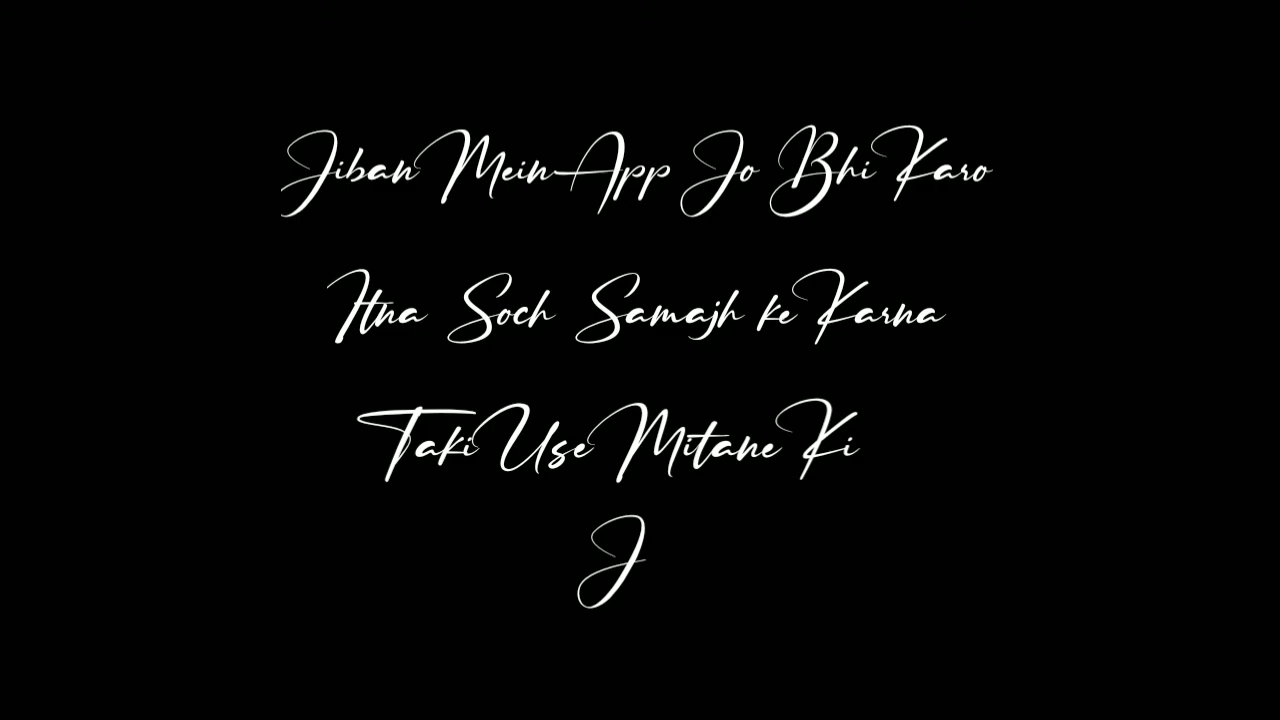 Jiban Mein App Jo Bhi Karo
Itna Soch Samajh ke Karna
Taki Use Mitane Ki
J